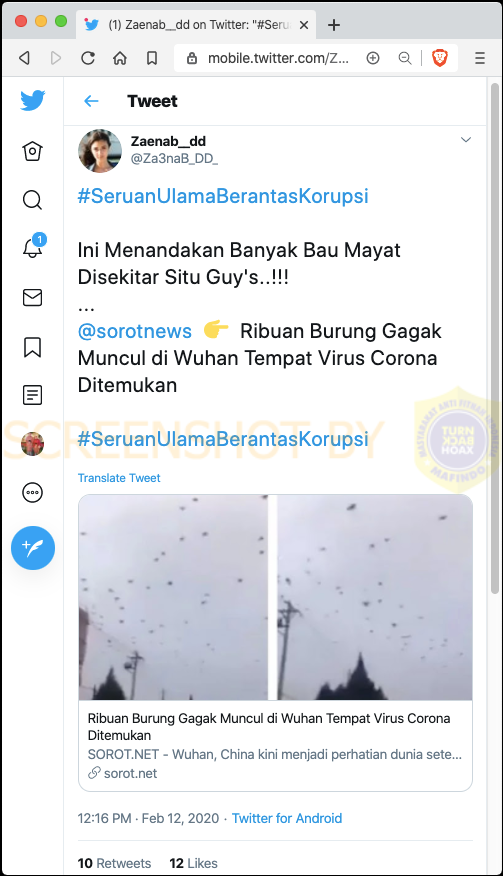 (1) Zaenab__dd on Twitter: "#Seru
mobile.twitter.com/Z...
Tweet
Zaenab__dd
@Za3naB_DD_
#SeruanUlamaBerantasKorupsi
Ini Menandakan Banyak Bau Mayat
Disekitar Situ Guy's..!!!
...
@sorotnews 👉 Ribuan Burung Gagak
Muncul di Wuhan Tempat Virus Corona
Ditemukan
1
SCREENSHOT BY
MASYARAKAT ANTI FITNAH
TURN
BACK
HOAX
MAFINDO
#SeruanUlamaBerantasKorupsi
Translate Tweet
Ribuan Burung Gagak Muncul di Wuhan Tempat Virus Corona
Ditemukan
SOROT.NET - Wuhan, China kini menjadi perhatian dunia sete...
sorot.net
12:16 PM · Feb 12, 2020 · Twitter for Android
10 Retweets 12 Likes